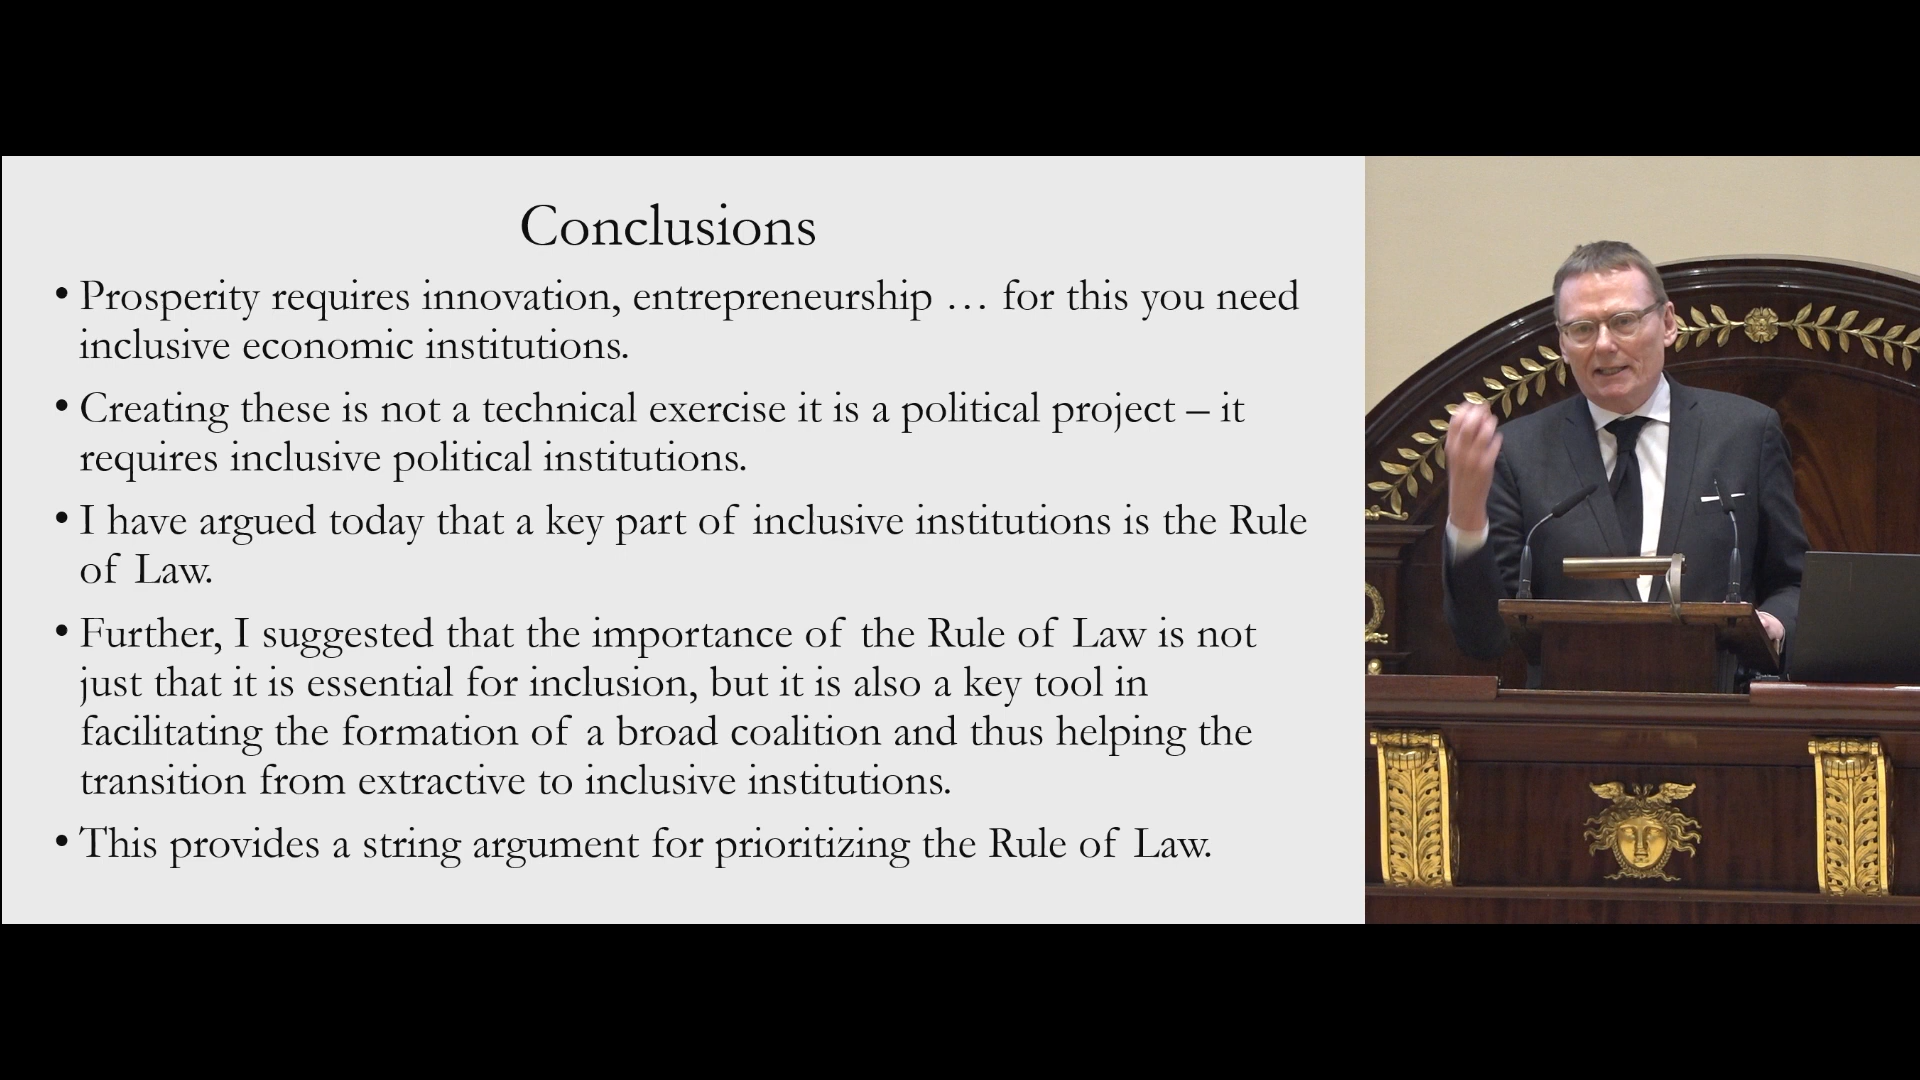 Conclusions
• Prosperity requires innovation, entrepreneurship … for this you need
inclusive economic institutions.
• Creating these is not a technical exercise it is a political project – it
requires inclusive political institutions.
• I have argued today that a key part of inclusive institutions is the Rule
of Law.
• Further, I suggested that the importance of the Rule of Law is not
just that it is essential for inclusion, but it is also a key tool in
facilitating the formation of a broad coalition and thus helping the
transition from extractive to inclusive institutions.
• This provides a string argument for prioritizing the Rule of Law.